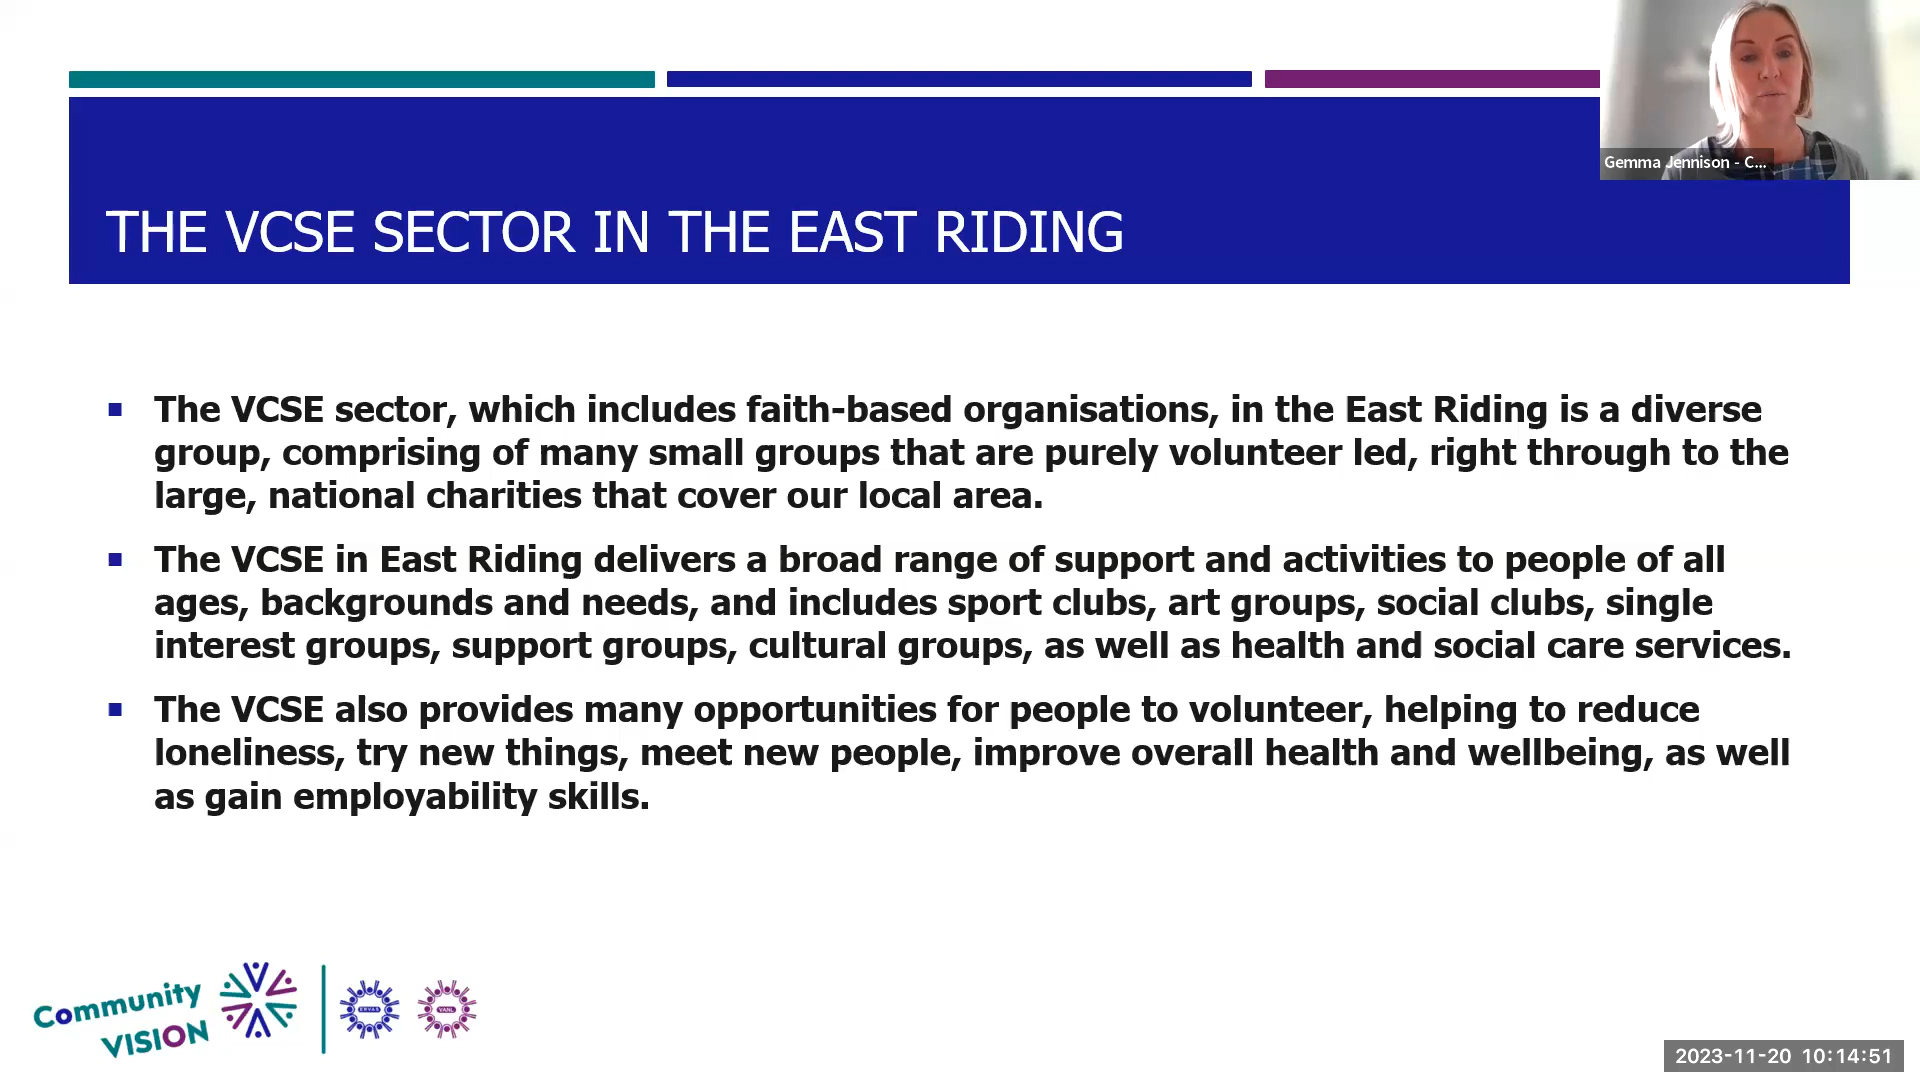 Gemma Jennison - C...
THE VCSE SECTOR IN THE EAST RIDING
The VCSE sector, which includes faith-based organisations, in the East Riding is a diverse
group, comprising of many small groups that are purely volunteer led, right through to the
large, national charities that cover our local area.
The VCSE in East Riding delivers a broad range of support and activities to people of all
ages, backgrounds and needs, and includes sport clubs, art groups, social clubs, single
interest groups, support groups, cultural groups, as well as health and social care services.
The VCSE also provides many opportunities for people to volunteer, helping to reduce
loneliness, try new things, meet new people, improve overall health and wellbeing, as well
as gain employability skills.
Community
VISION
ERVAS
VANL
2023-11-20 10:14:51